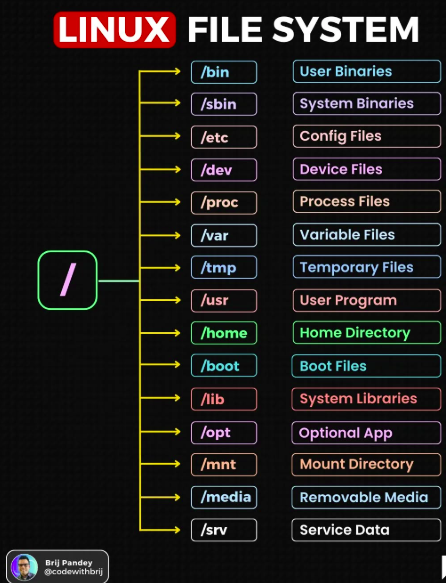 LINUX FILE SYSTEM
/bin User Binaries
/sbin System Binaries
/etc Config Files
/dev Device Files
/proc Process Files
/var Variable Files
/tmp Temporary Files
/
/usr User Program
/home Home Directory
/boot Boot Files
/lib System Libraries
/opt Optional App
/mnt Mount Directory
/media Removable Media
/srv Service Data
Brij Pandey
@codewithbrij